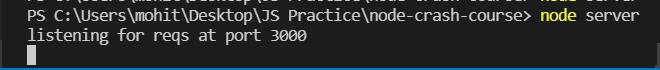 PS C:\Users\mohit\Desktop\JS Practice\node-crash-course> node server
listening for reqs at port 3000